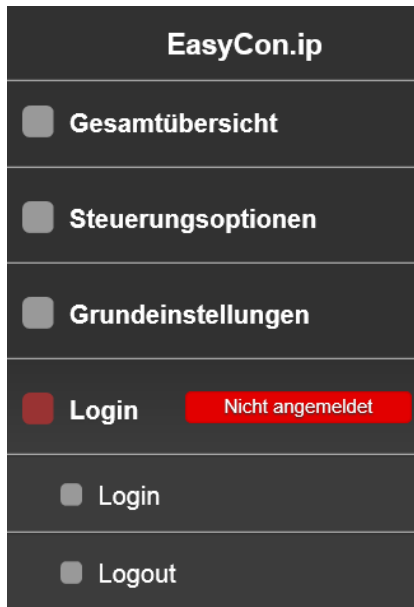 EasyCon.ip
Gesamtübersicht
Steuerungsoptionen
Grundeinstellungen
Login Nicht angemeldet
Login
Logout